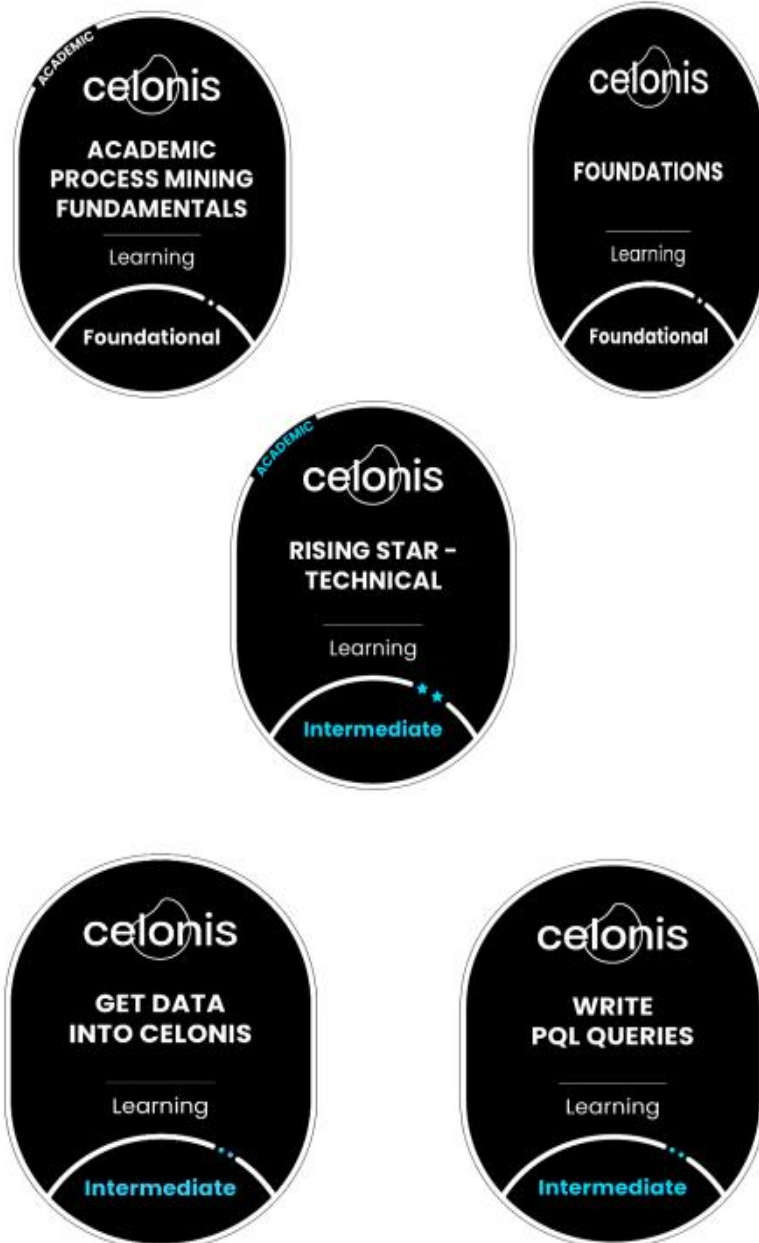 ACADEMIC
celonis
ACADEMIC
PROCESS MINING
FUNDAMENTALS
Learning
Foundational
celonis
FOUNDATIONS
Learning
Foundational
ACADEMIC
celonis
RISING STAR -
TECHNICAL
Learning
Intermediate
celonis
GET DATA
INTO CELONIS
Learning
Intermediate
celonis
WRITE
PQL QUERIES
Learning
Intermediate